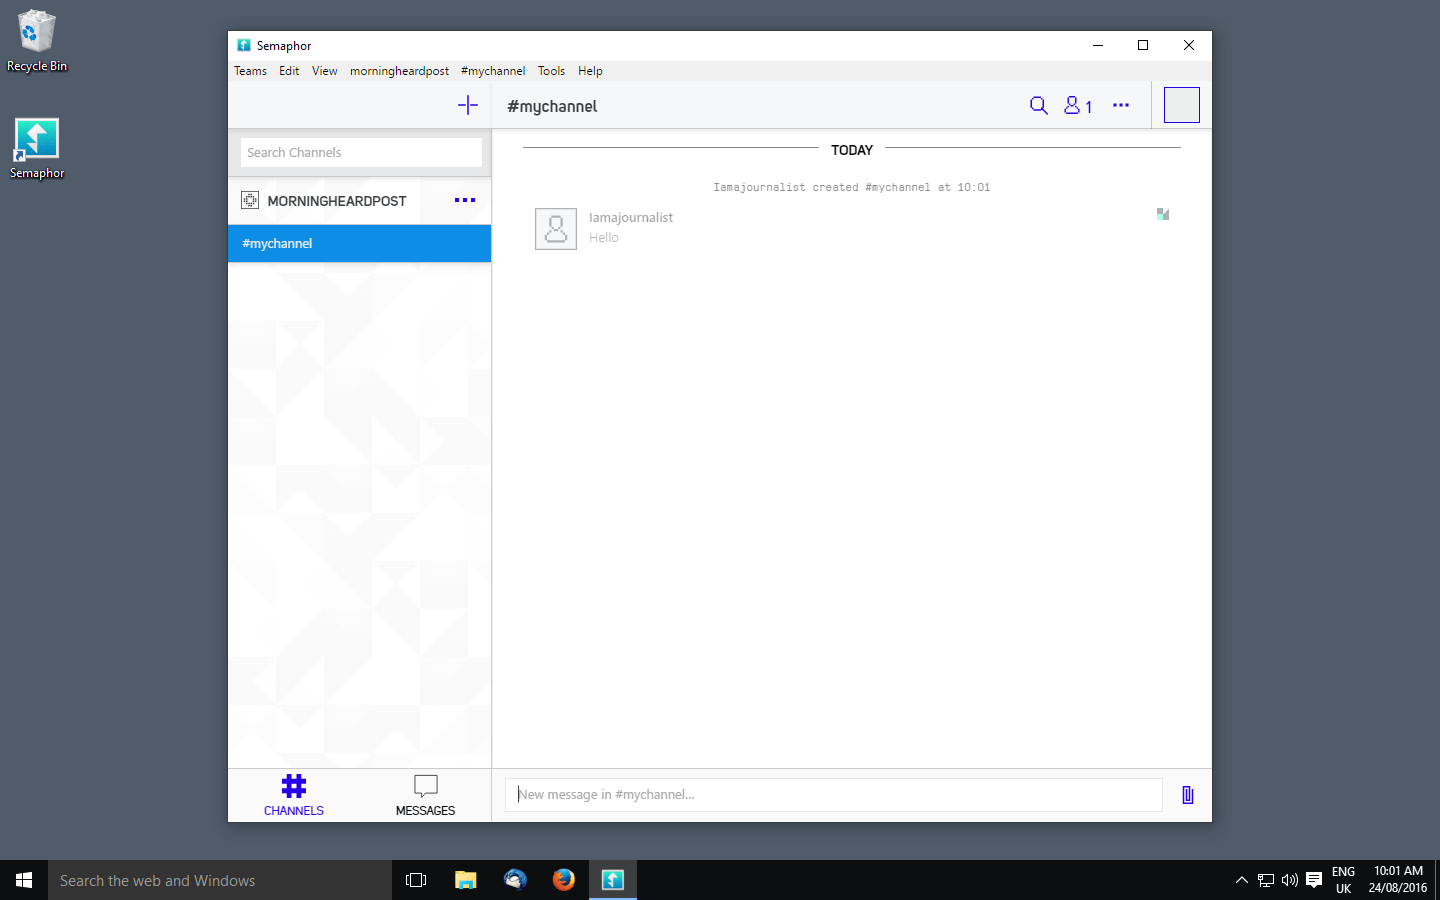 Recycle Bin
Semaphor
Semaphor
Teams Edit View morningheardpost #mychannel Tools Help
#mychannel
1
Search Channels
MORNINGHEARDPOST
#mychannel
TODAY
Iamajournalist created #mychannel at 10:01
Iamajournalist
Hello
CHANNELS
MESSAGES
New message in #mychannel...
Search the web and Windows
ENG
UK
10:01 AM
24/08/2016